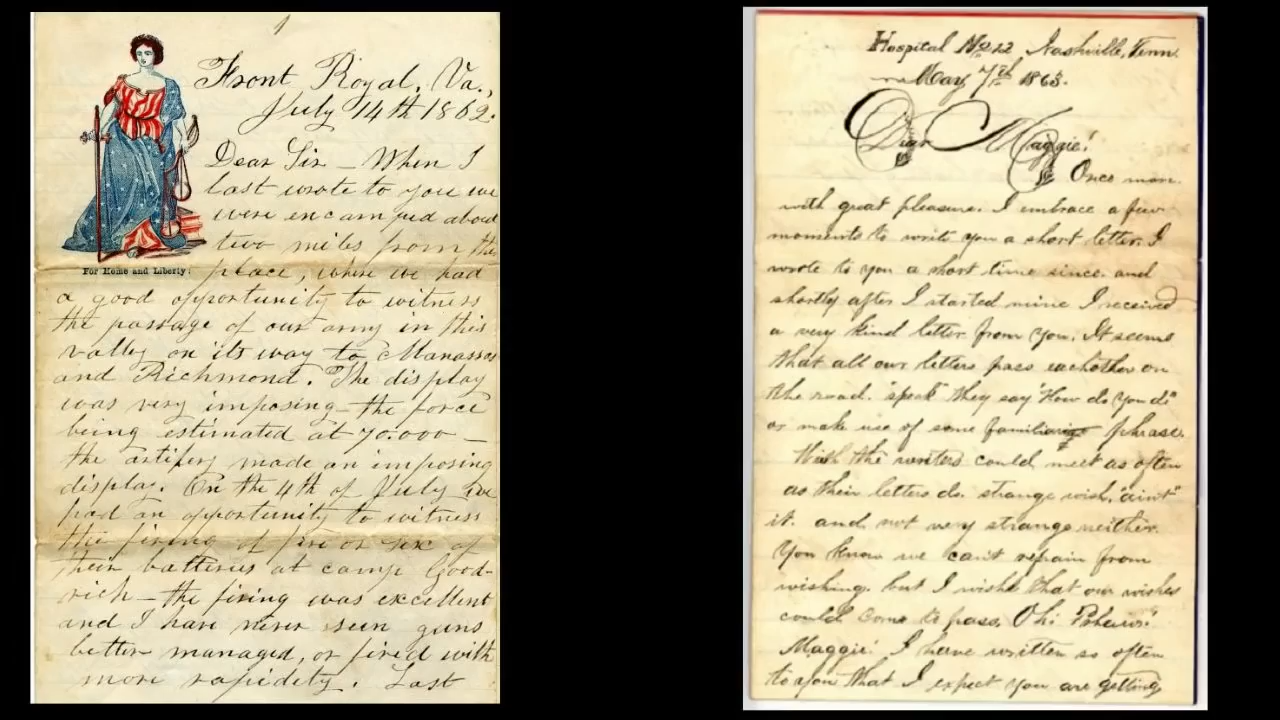 1
Front Royal, Va.,
July 14th 1862.
Dear Sir — When I
last wrote to you we
were encamped about
two miles from this
For Home and Liberty.
place, where we had
a good opportunity to witness
the passage of our army in this
valley on its way to Manassas
and Richmond. The display
was very imposing — the force
being estimated at 70.000 —
the artifery made an imposing
display. On the 4th of July we
had an opportunity to witness
the firing of five or six of
their batteries at camp Good-
rich — the firing was excellent
and I have never seen guns
better managed, or fired with
more rapidity. Last
Hospital No 22 Nashville, Tenn.
May 7th 1863.
Dear Maggie!
Once more
with great pleasure. I embrace a few
moments to write you a short letter. I
wrote to you a short time since. and
shortly after I started mine I received
a very kind letter from you. It seems
that all our letters pass eachother on
the road. "speak" they say "How do you do"
or make use of some familiar phrase.
Wish the writers could meet as often
as their letters do. strange wish, "aint"
it. and not very strange neither.
You know we cant refrain from
wishing. but I wish that our wishes
could come to pass. Oh! Pshaw!
Maggie! I have written so often
to you that I expect you are getting